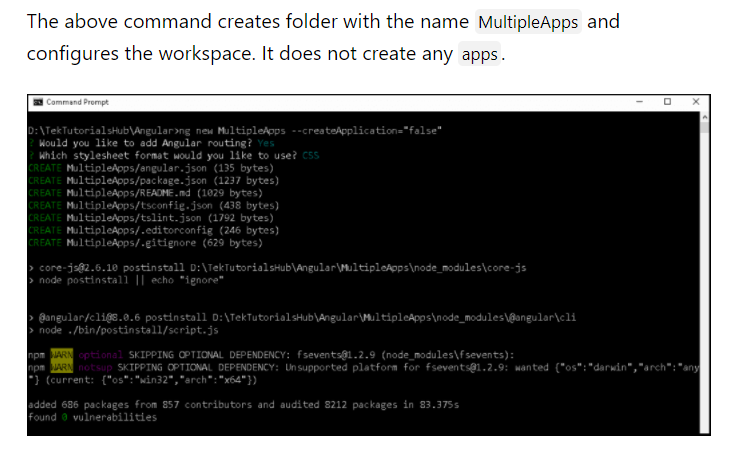 The above command creates folder with the name MultipleApps and
configures the workspace. It does not create any apps.
Command Prompt
D:\TekTutorialsHub\Angular>ng new MultipleApps --createApplication="false"
? Would you like to add Angular routing? Yes
? Which stylesheet format would you like to use? CSS
CREATE MultipleApps/angular.json (135 bytes)
CREATE MultipleApps/package.json (1237 bytes)
CREATE MultipleApps/README.md (1029 bytes)
CREATE MultipleApps/tsconfig.json (438 bytes)
CREATE MultipleApps/tslint.json (1792 bytes)
CREATE MultipleApps/.editorconfig (246 bytes)
CREATE MultipleApps/.gitignore (629 bytes)
> core-js@2.6.10 postinstall D:\TekTutorialsHub\Angular\MultipleApps\node_modules\core-js
> node postinstall || echo "ignore"
> @angular/cli@8.0.6 postinstall D:\TekTutorialsHub\Angular\MultipleApps\node_modules\@angular\cli
> node ./bin/postinstall/script.js
npm WARN optional SKIPPING OPTIONAL DEPENDENCY: fsevents@1.2.9 (node_modules\fsevents):
npm WARN notsup SKIPPING OPTIONAL DEPENDENCY: Unsupported platform for fsevents@1.2.9: wanted {"os":"darwin","arch":"any
"} (current: {"os":"win32","arch":"x64"})
added 686 packages from 857 contributors and audited 8212 packages in 83.375s
found 0 vulnerabilities